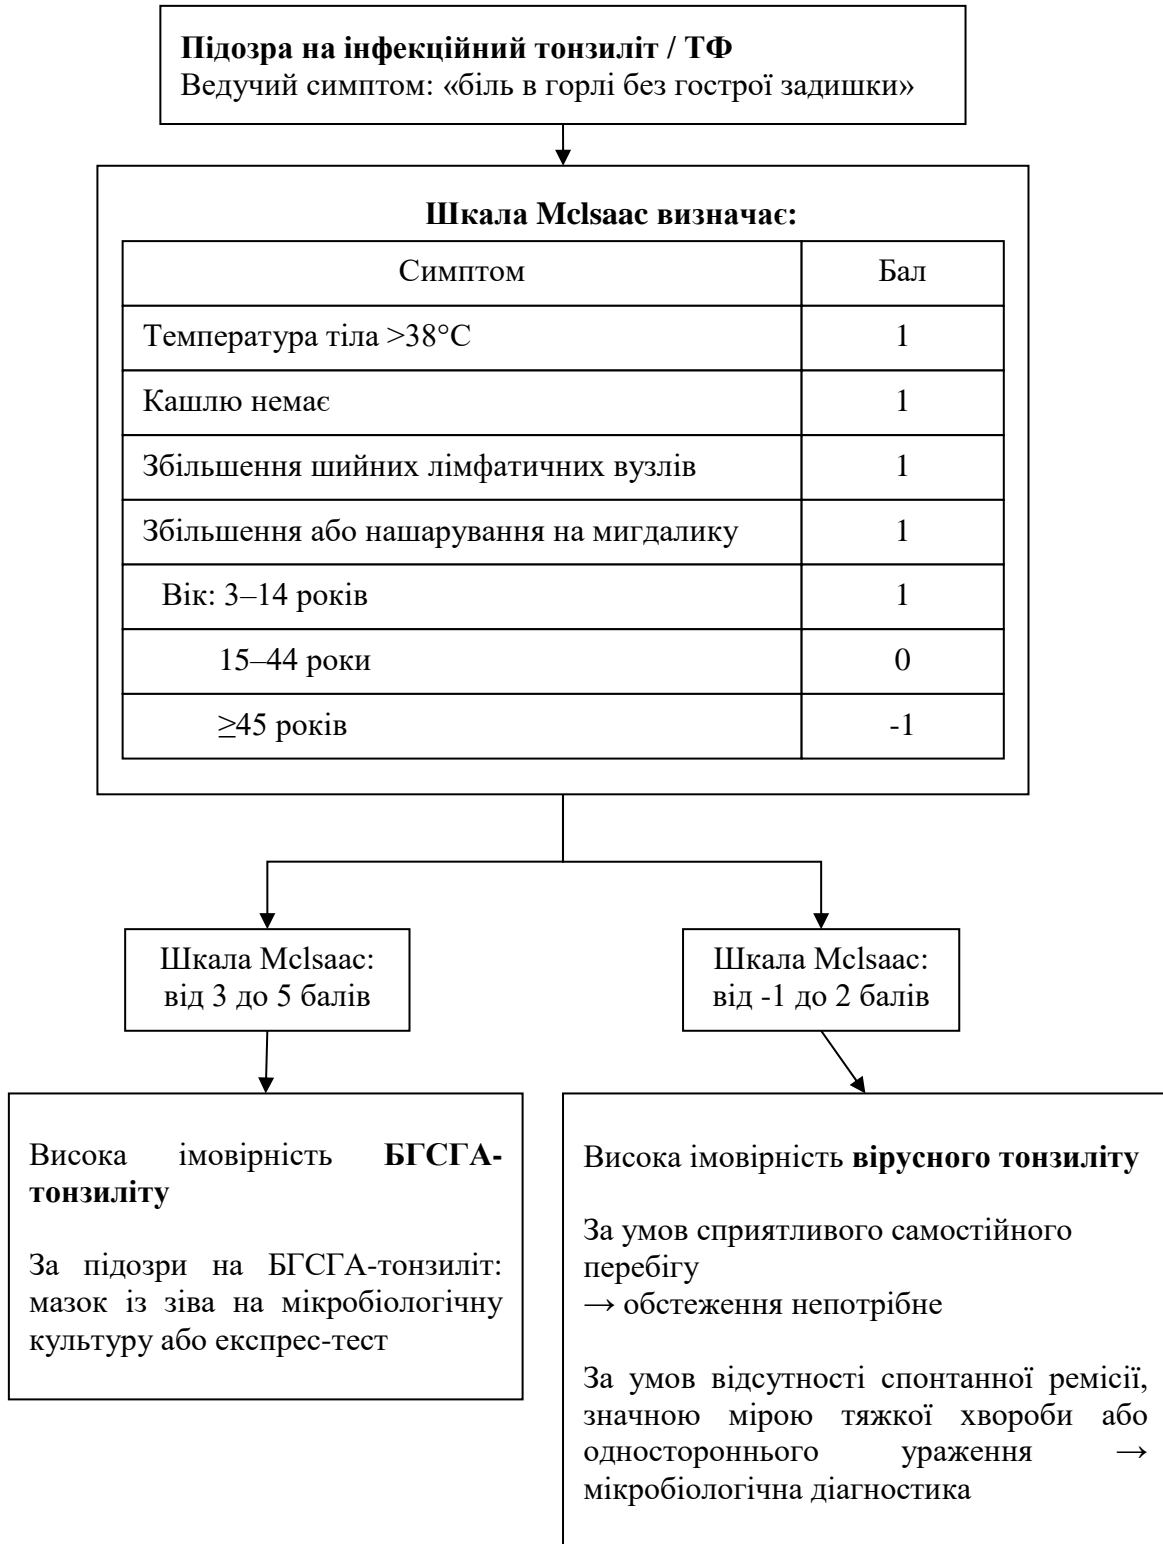 Підозра на інфекційний тонзиліт / ТФ
Ведучий симптом: «біль в горлі без гострої задишки»
Шкала Mclsaac визначає:
Симптом Бал
Температура тіла >38°C 1
Кашлю немає 1
Збільшення шийних лімфатичних вузлів 1
Збільшення або нашарування на мигдалику 1
Вік: 3–14 років 1
15–44 роки 0
≥45 років -1
Шкала Mclsaac:
від 3 до 5 балів
Шкала Mclsaac:
від -1 до 2 балів
Висока імовірність БГСГА-
тонзиліту
За підозри на БГСГА-тонзиліт:
мазок із зіва на мікробіологічну
культуру або експрес-тест
Висока імовірність вірусного тонзиліту
За умов сприятливого самостійного
перебігу
→ обстеження непотрібне
За умов відсутності спонтанної ремісії,
значною мірою тяжкої хвороби або
одностороннього ураження →
мікробіологічна діагностика